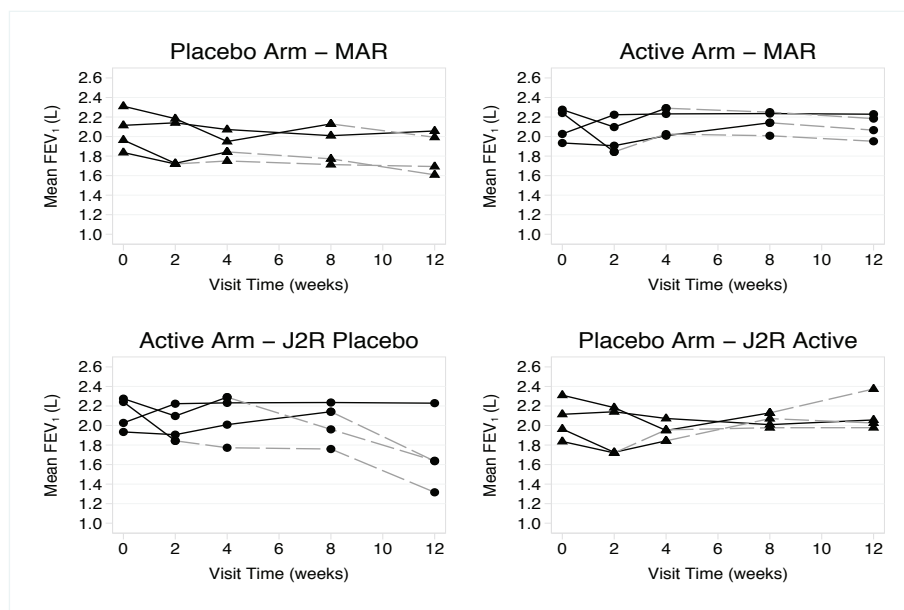 Placebo Arm – MAR
Active Arm – MAR
Mean FEV₁ (L)
2.6
2.4
2.2
2.0
1.8
1.6
1.4
1.2
1.0
0 2 4 6 8 10 12
Visit Time (weeks)
Mean FEV₁ (L)
2.6
2.4
2.2
2.0
1.8
1.6
1.4
1.2
1.0
0 2 4 6 8 10 12
Visit Time (weeks)
Active Arm – J2R Placebo
Placebo Arm – J2R Active
Mean FEV₁ (L)
2.6
2.4
2.2
2.0
1.8
1.6
1.4
1.2
1.0
0 2 4 6 8 10 12
Visit Time (weeks)
Mean FEV₁ (L)
2.6
2.4
2.2
2.0
1.8
1.6
1.4
1.2
1.0
0 2 4 6 8 10 12
Visit Time (weeks)